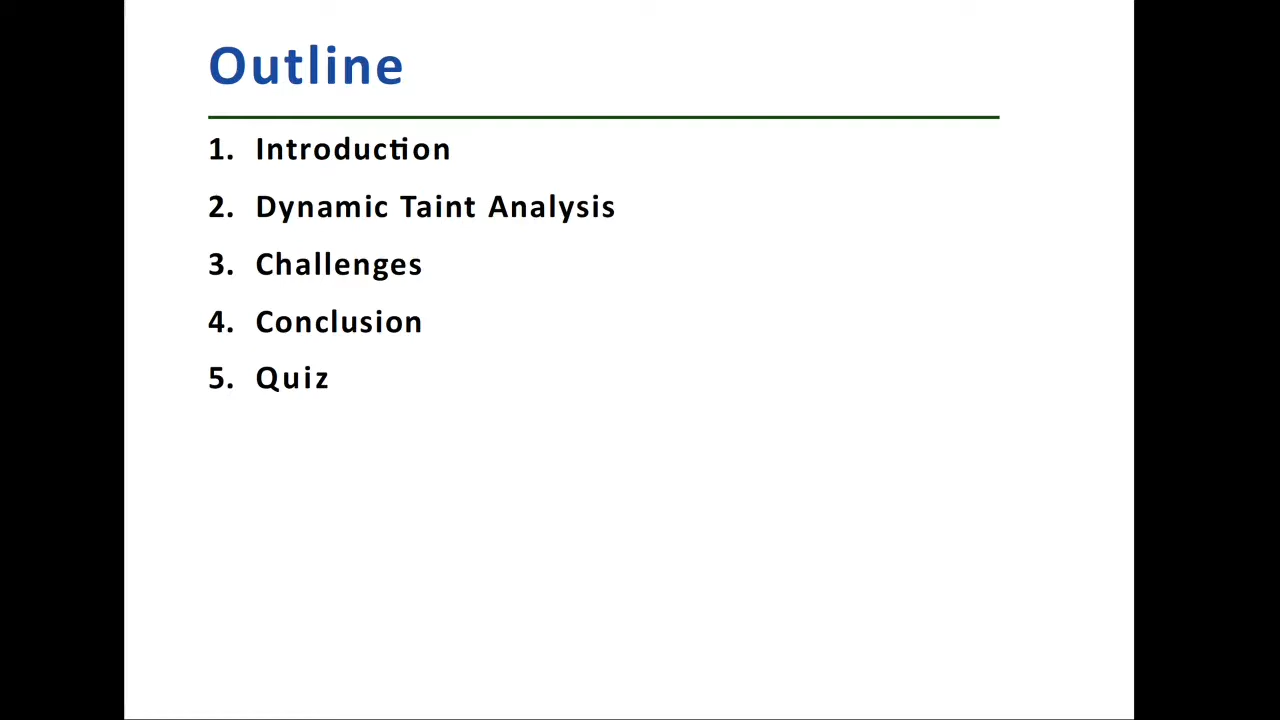 Outline
1. Introduction
2. Dynamic Taint Analysis
3. Challenges
4. Conclusion
5. Quiz